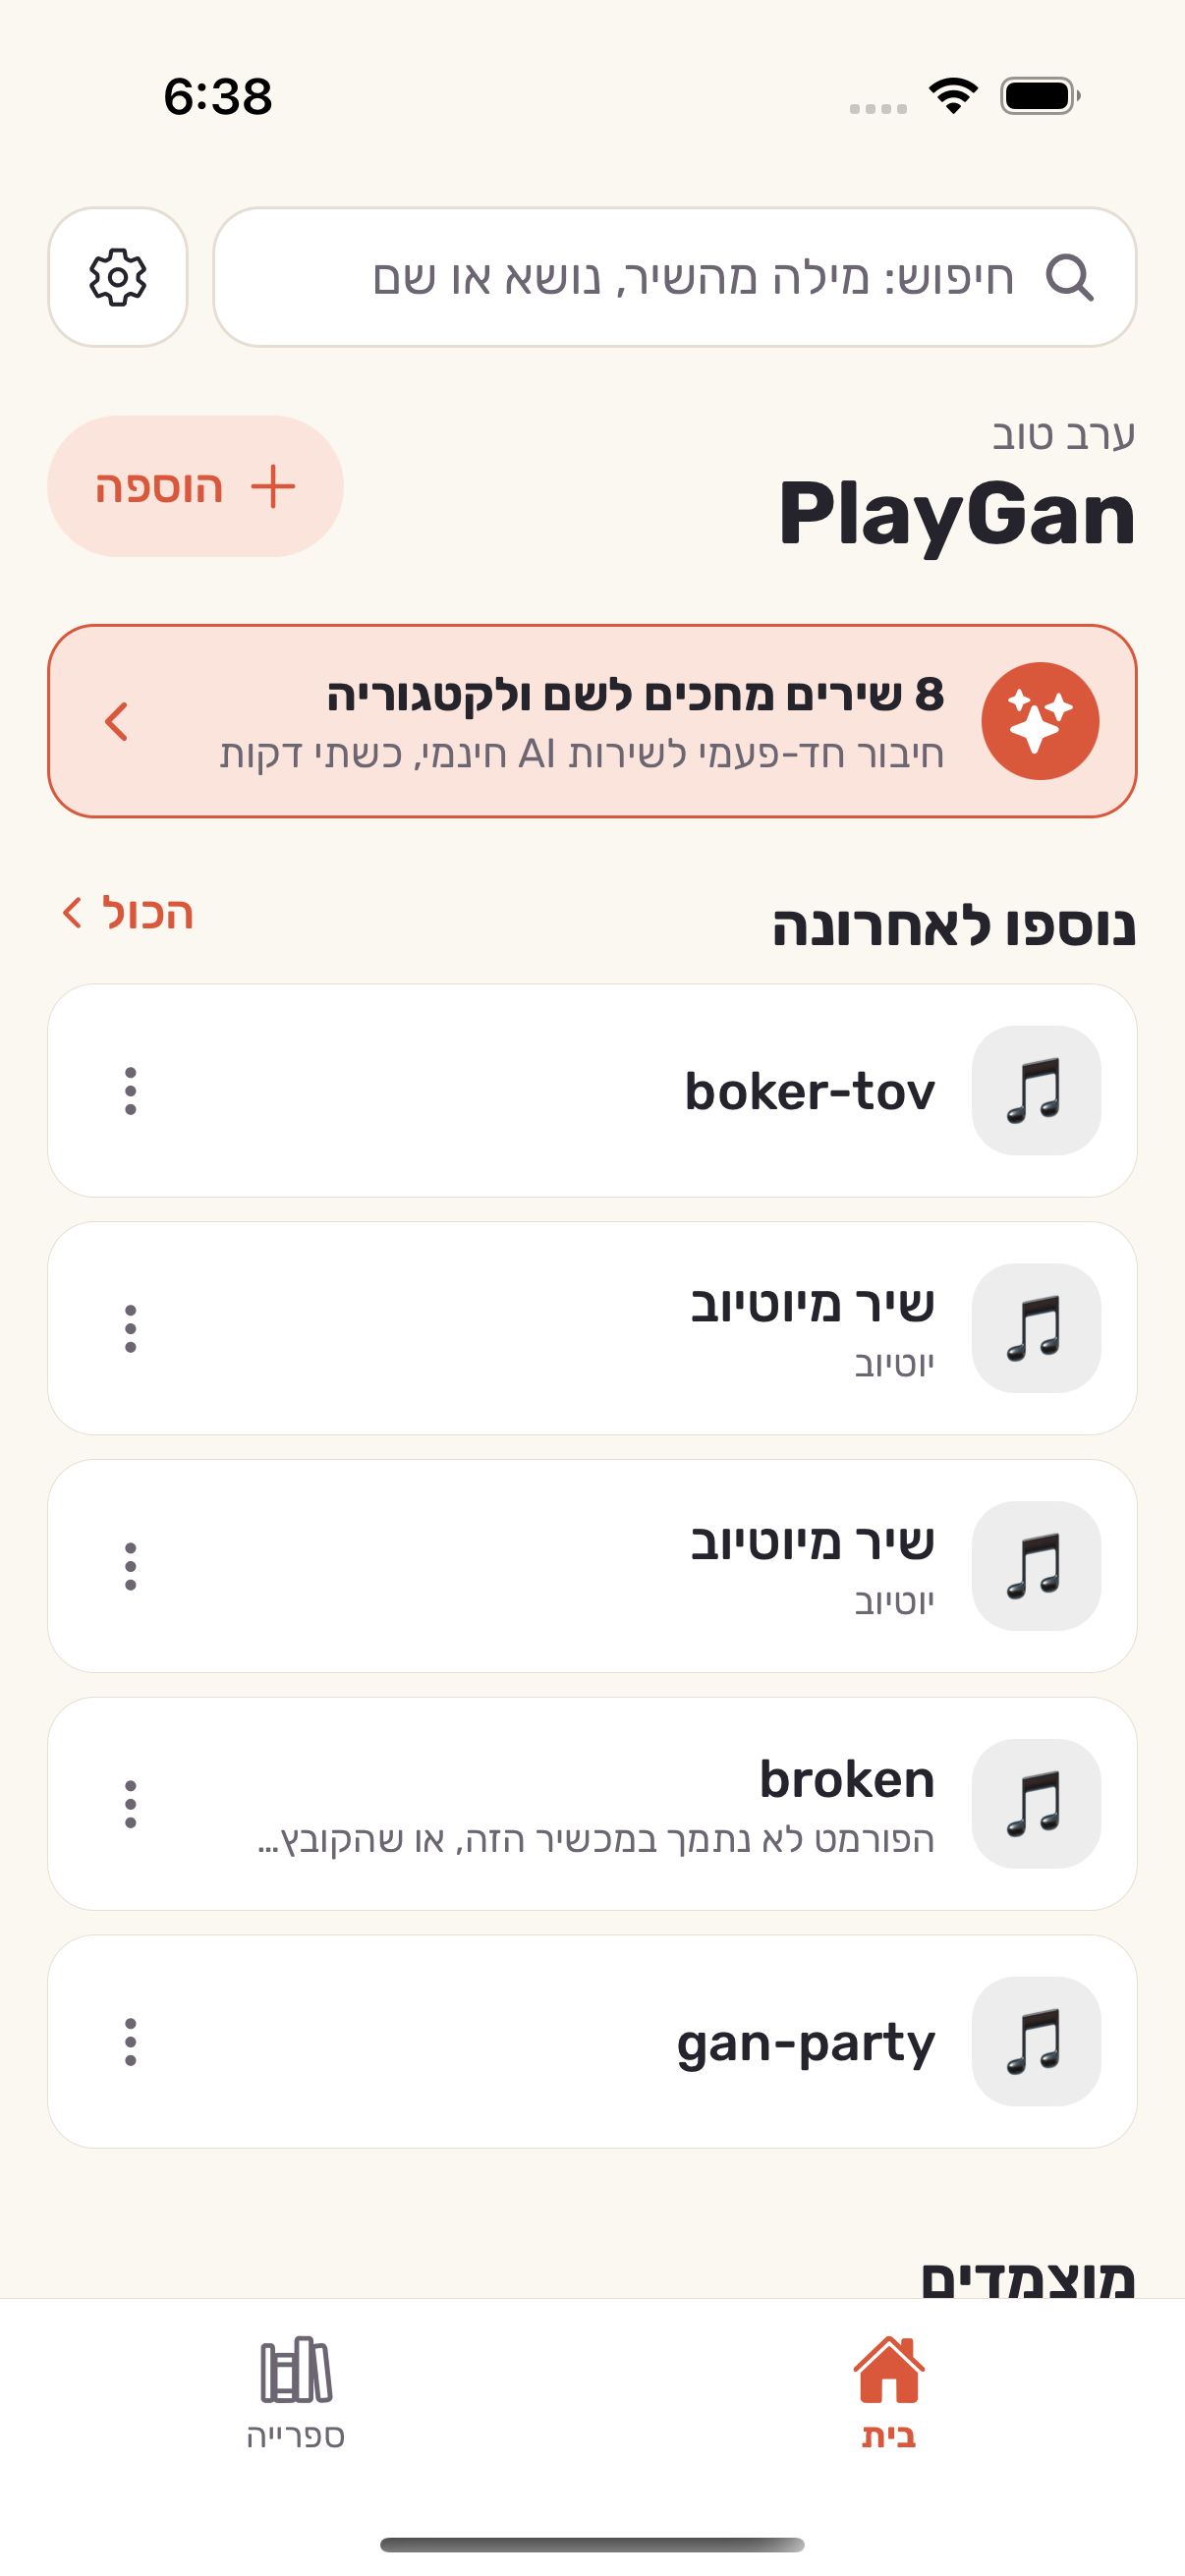 6:38
חיפוש: מילה מהשיר, נושא או שם
ערב טוב
PlayGan
הוספה
8 שירים מחכים לשם ולקטגוריה
חיבור חד-פעמי לשירות AI חינמי, כשתי דקות
נוספו לאחרונה
הכול
boker-tov
שיר מיוטיוב
יוטיוב
שיר מיוטיוב
יוטיוב
broken
הפורמט לא נתמך במכשיר הזה, או שהקובץ...
gan-party
מוצמדים
בית
ספרייה